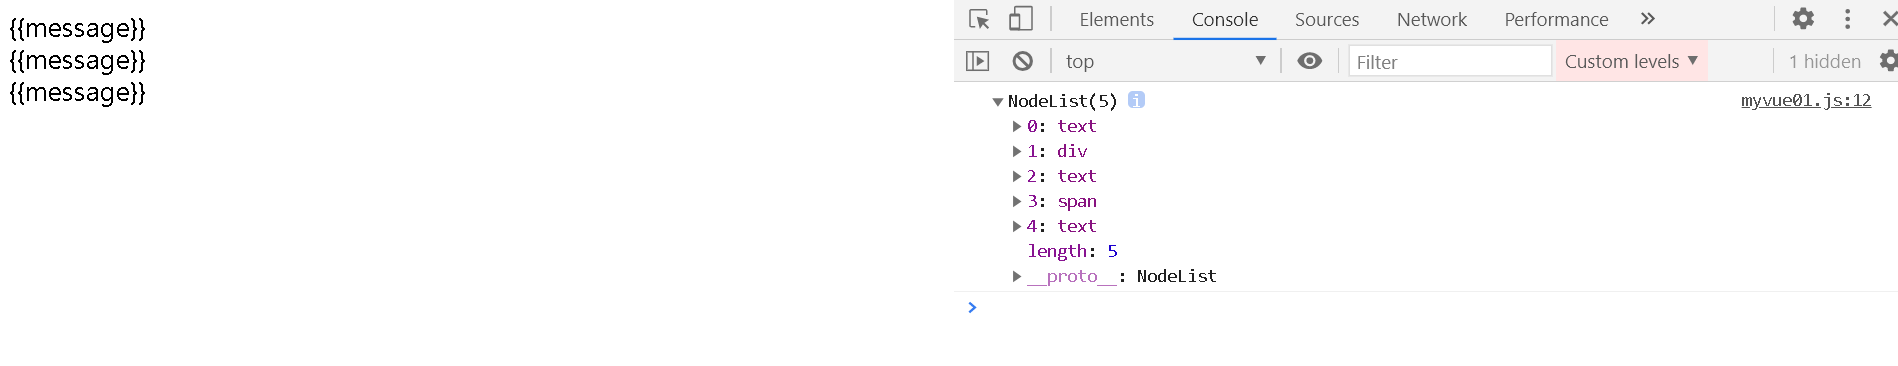 {{message}}
{{message}}
{{message}}
Elements Console Sources Network Performance »
top ▼ Filter Custom levels ▼ 1 hidden
▼NodeList(5) i myvue01.js:12
▶0: text
▶1: div
▶2: text
▶3: span
▶4: text
length: 5
▶__proto__: NodeList
>